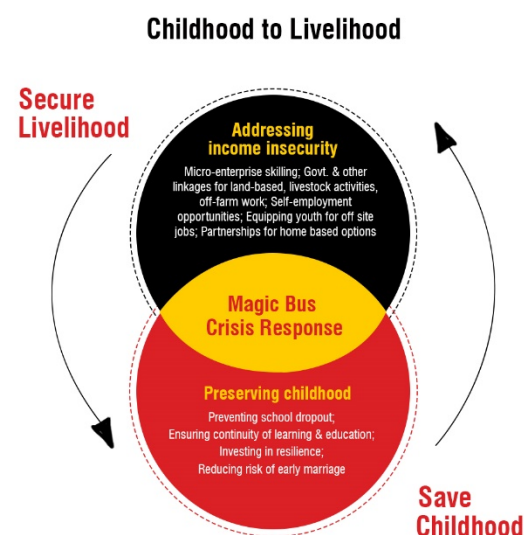 Childhood to Livelihood
Secure
Livelihood
Addressing
income insecurity
Micro-enterprise skilling; Govt. & other
linkages for land-based, livestock activities,
off-farm work; Self-employment
opportunities; Equipping youth for off site
jobs; Partnerships for home based options
Magic Bus
Crisis Response
Preserving childhood
Preventing school dropout;
Ensuring continuity of learning & education;
Investing in resilience;
Reducing risk of early marriage
Save
Childhood